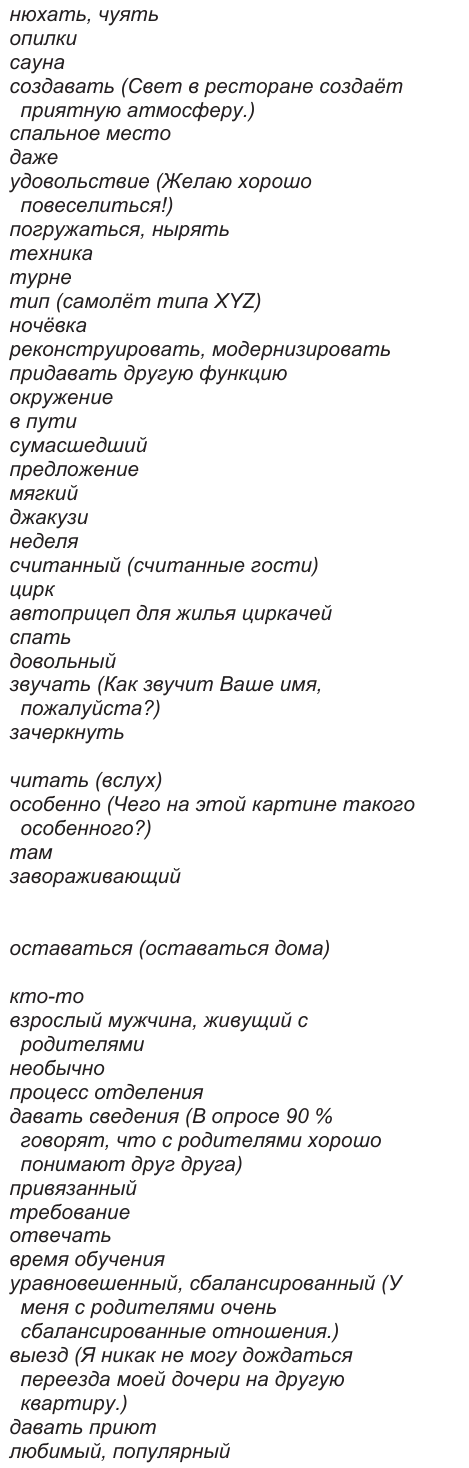 нюхать, чуять
опилки
сауна
создавать (Свет в ресторане создаёт
приятную атмосферу.)
спальное место
даже
удовольствие (Желаю хорошо
повеселиться!)
погружаться, нырять
техника
турне
тип (самолёт типа XYZ)
ночёвка
реконструировать, модернизировать
придавать другую функцию
окружение
в пути
сумасшедший
предложение
мягкий
джакузи
неделя
считанный (считанные гости)
цирк
автоприцеп для жилья циркачей
спать
довольный
звучать (Как звучит Ваше имя,
пожалуйста?)
зачеркнуть
читать (вслух)
особенно (Чего на этой картине такого
особенного?)
там
завораживающий
оставаться (оставаться дома)
кто-то
взрослый мужчина, живущий с
родителями
необычно
процесс отделения
давать сведения (В опросе 90 %
говорят, что с родителями хорошо
понимают друг друга)
привязанный
требование
отвечать
время обучения
уравновешенный, сбалансированный (У
меня с родителями очень
сбалансированные отношения.)
выезд (Я никак не могу дождаться
переезда моей дочери на другую
квартиру.)
давать приют
любимый, популярный